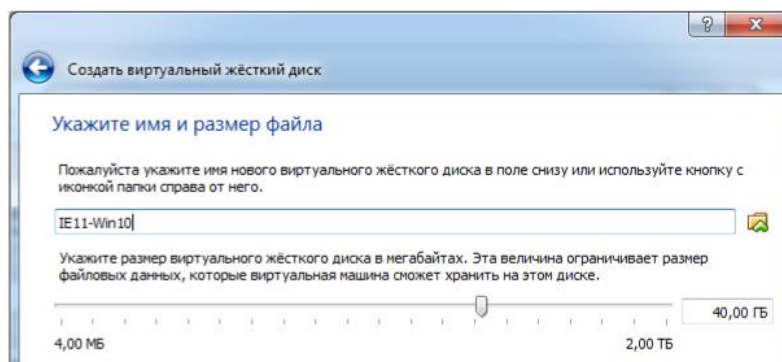 Создать виртуальный жёсткий диск
Укажите имя и размер файла
Пожалуйста укажите имя нового виртуального жёсткого диска в поле снизу или используйте кнопку с
иконкой папки справа от него.
IE11-Win10
Укажите размер виртуального жёсткого диска в мегабайтах. Эта величина ограничивает размер
файловых данных, которые виртуальная машина сможет хранить на этом диске.
40,00 ГБ
4,00 МБ 2,00 ТБ